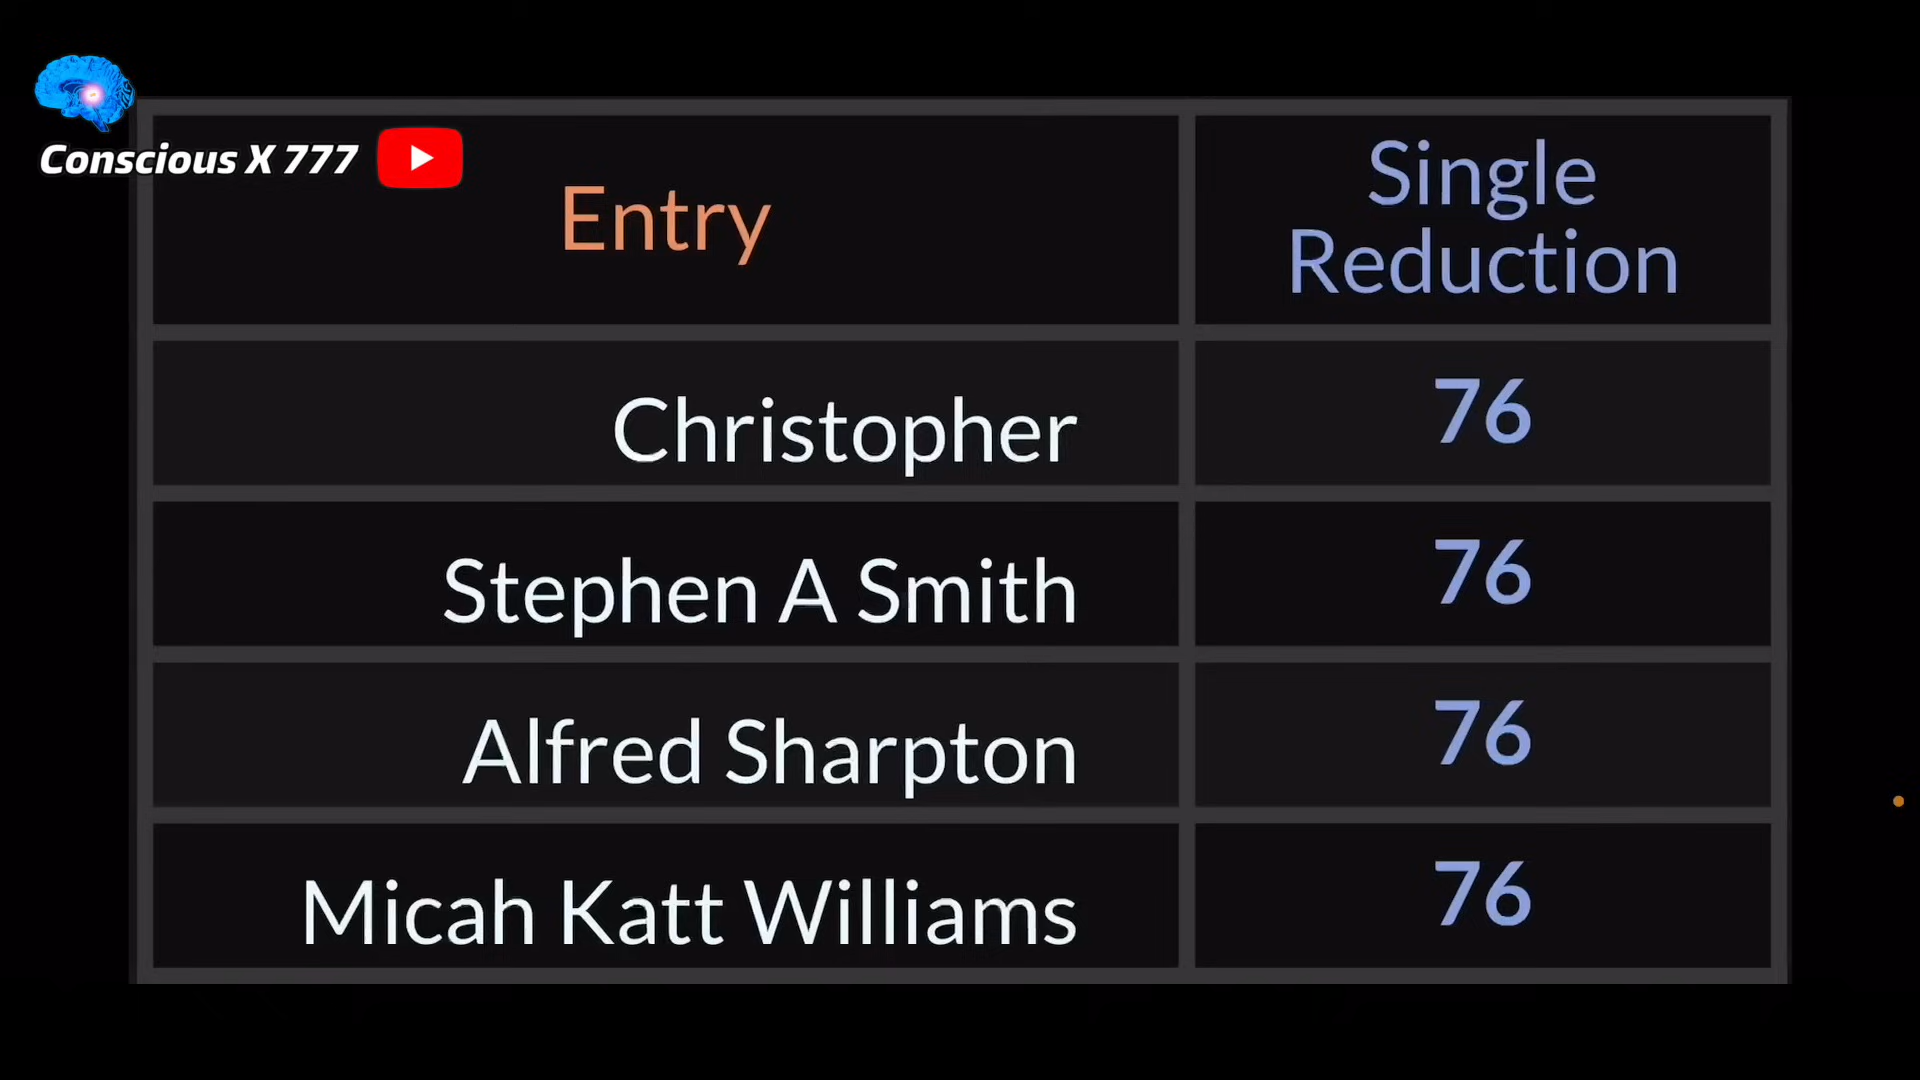 Conscious X 777
Entry
Single
Reduction
Christopher
76
Stephen A Smith
76
Alfred Sharpton
76
Micah Katt Williams
76